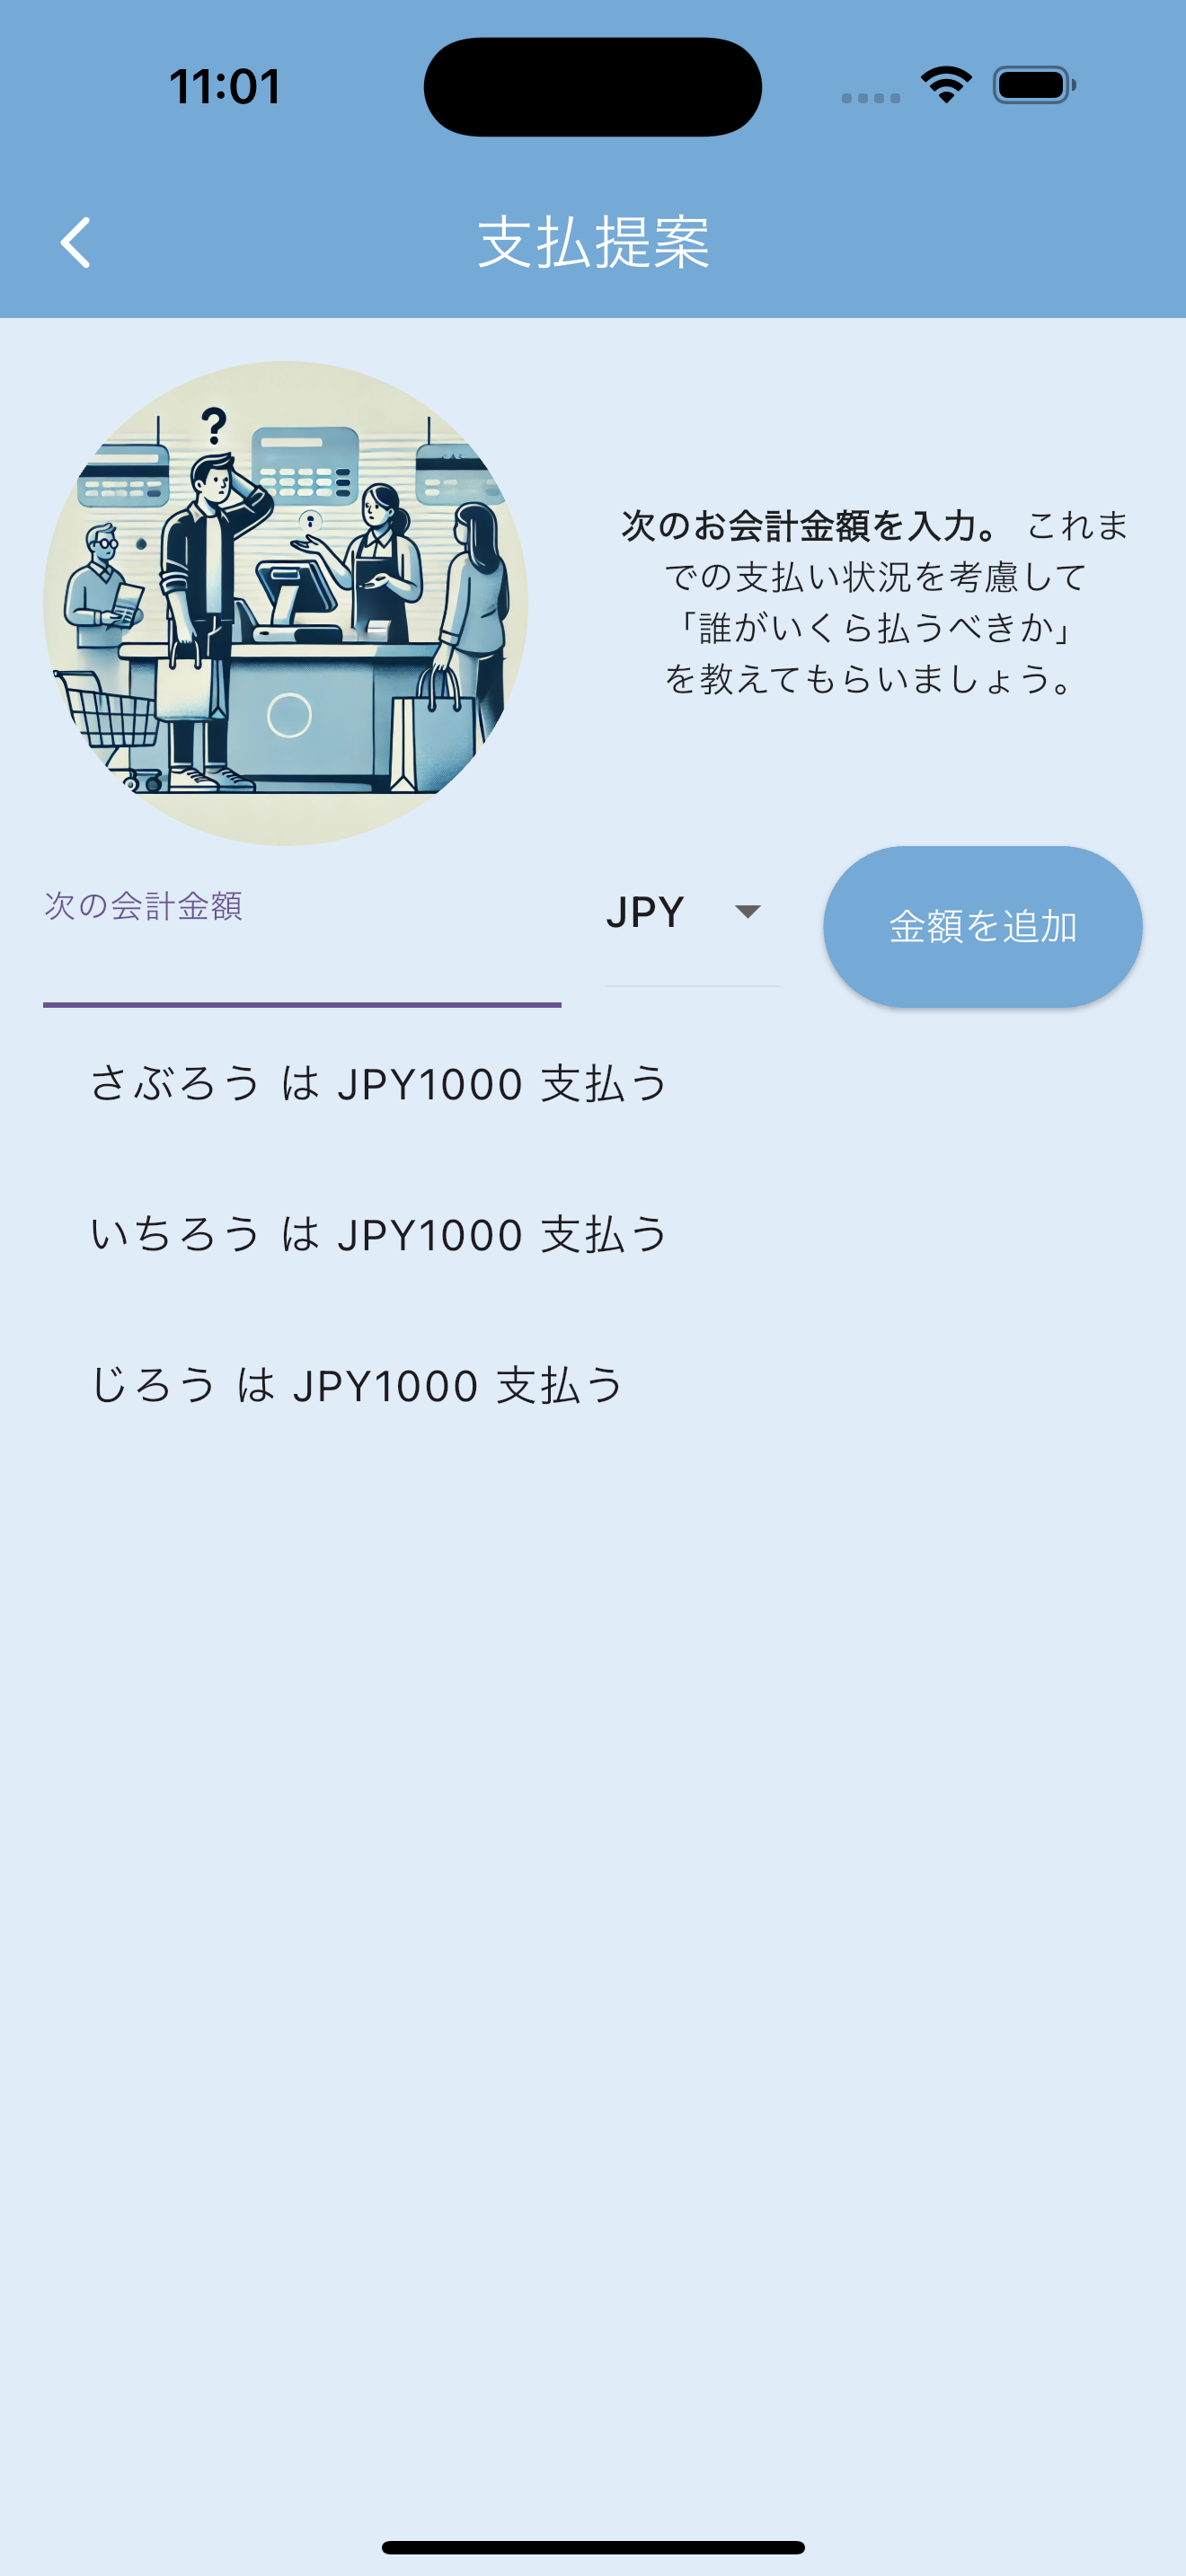 11:01
支払提案
?
次のお会計金額を入力。 これま
での支払い状況を考慮して
「誰がいくら払うべきか」
を教えてもらいましょう。
次の会計金額
JPY
金額を追加
さぶろう は JPY1000 支払う
いちろう は JPY1000 支払う
じろう は JPY1000 支払う